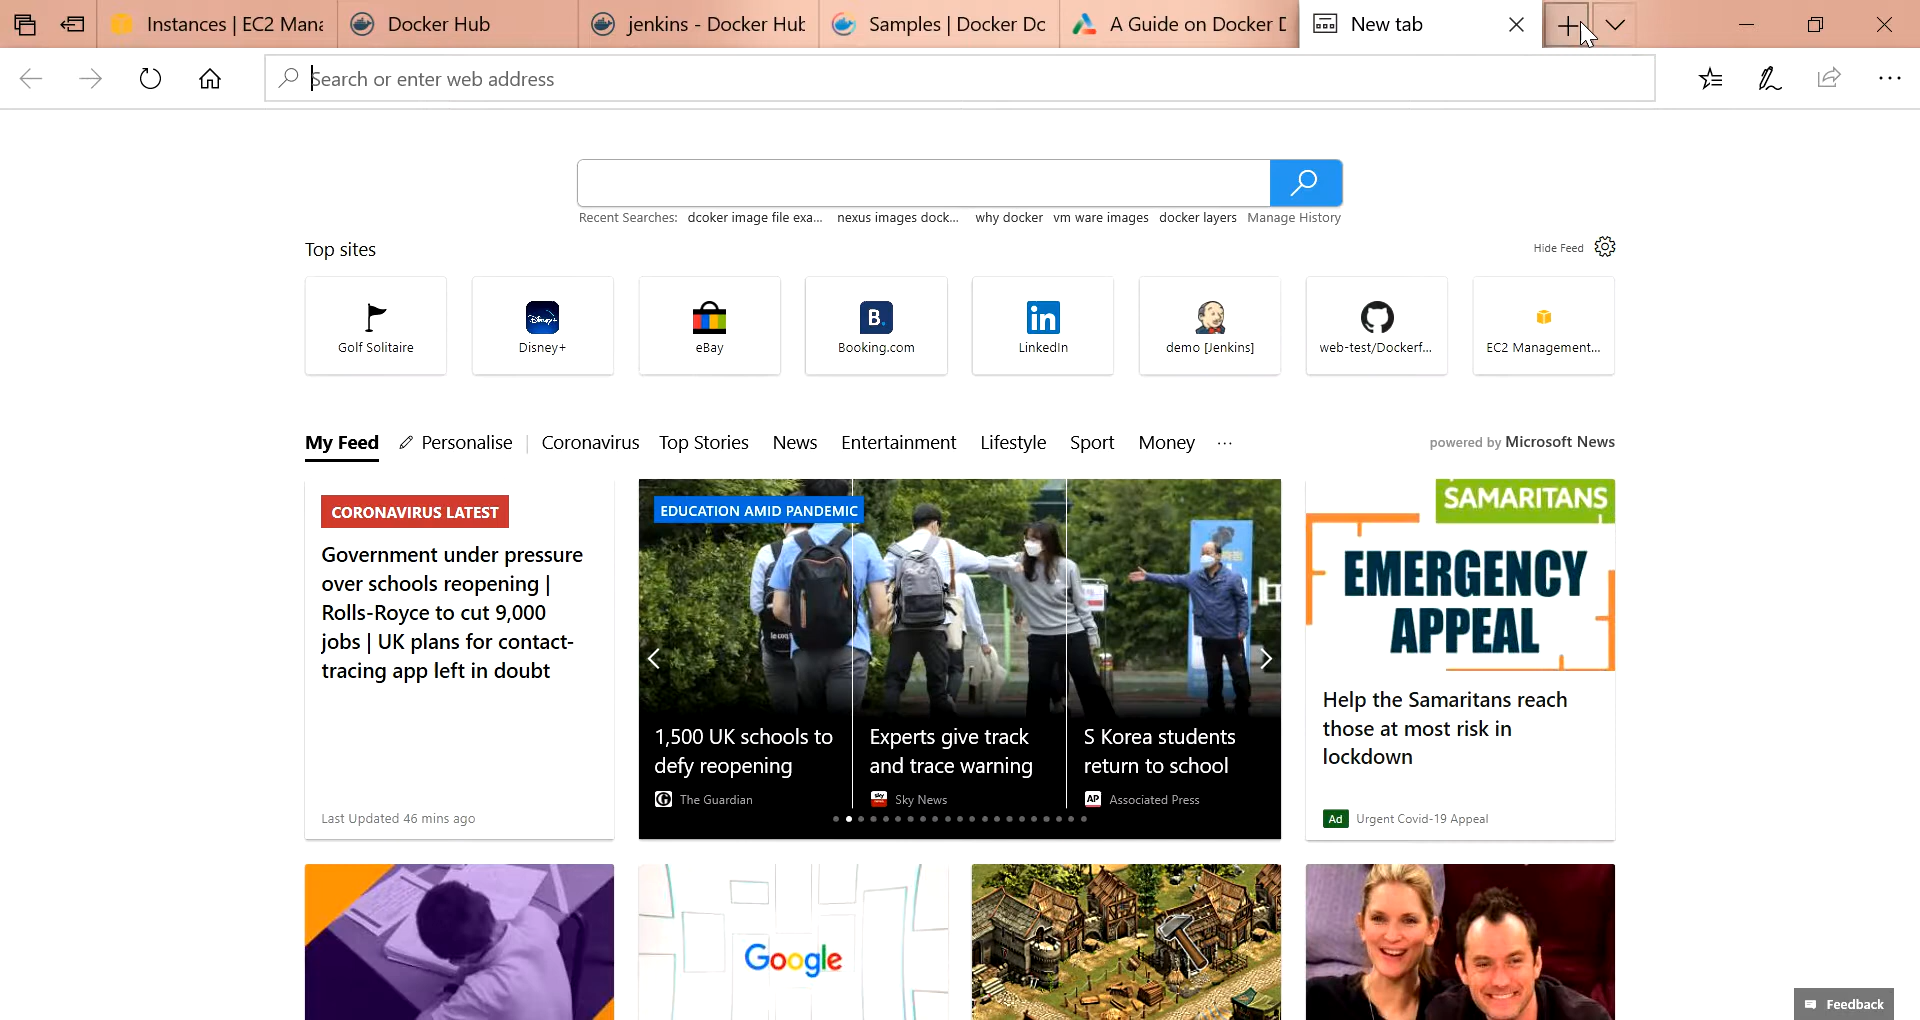 Instances | EC2 Mana
Docker Hub
jenkins - Docker Hub
Samples | Docker Dc
A Guide on Docker D
New tab
Search or enter web address
Recent Searches: dcoker image file exa... nexus images dock... why docker vm ware images docker layers Manage History
Top sites
Hide Feed
Golf Solitaire
Disney+
Disney+
eBay
B.
Booking.com
in
LinkedIn
demo [Jenkins]
web-test/Dockerf...
EC2 Management...
My Feed Personalise | Coronavirus Top Stories News Entertainment Lifestyle Sport Money ...
powered by Microsoft News
CORONAVIRUS LATEST
Government under pressure
over schools reopening |
Rolls-Royce to cut 9,000
jobs | UK plans for contact-
tracing app left in doubt
Last Updated 46 mins ago
EDUCATION AMID PANDEMIC
1,500 UK schools to
defy reopening
The Guardian
Experts give track
and trace warning
sky news
Sky News
S Korea students
return to school
AP Associated Press
SAMARITANS
EMERGENCY
APPEAL
Help the Samaritans reach
those at most risk in
lockdown
Ad Urgent Covid-19 Appeal
Google
Feedback